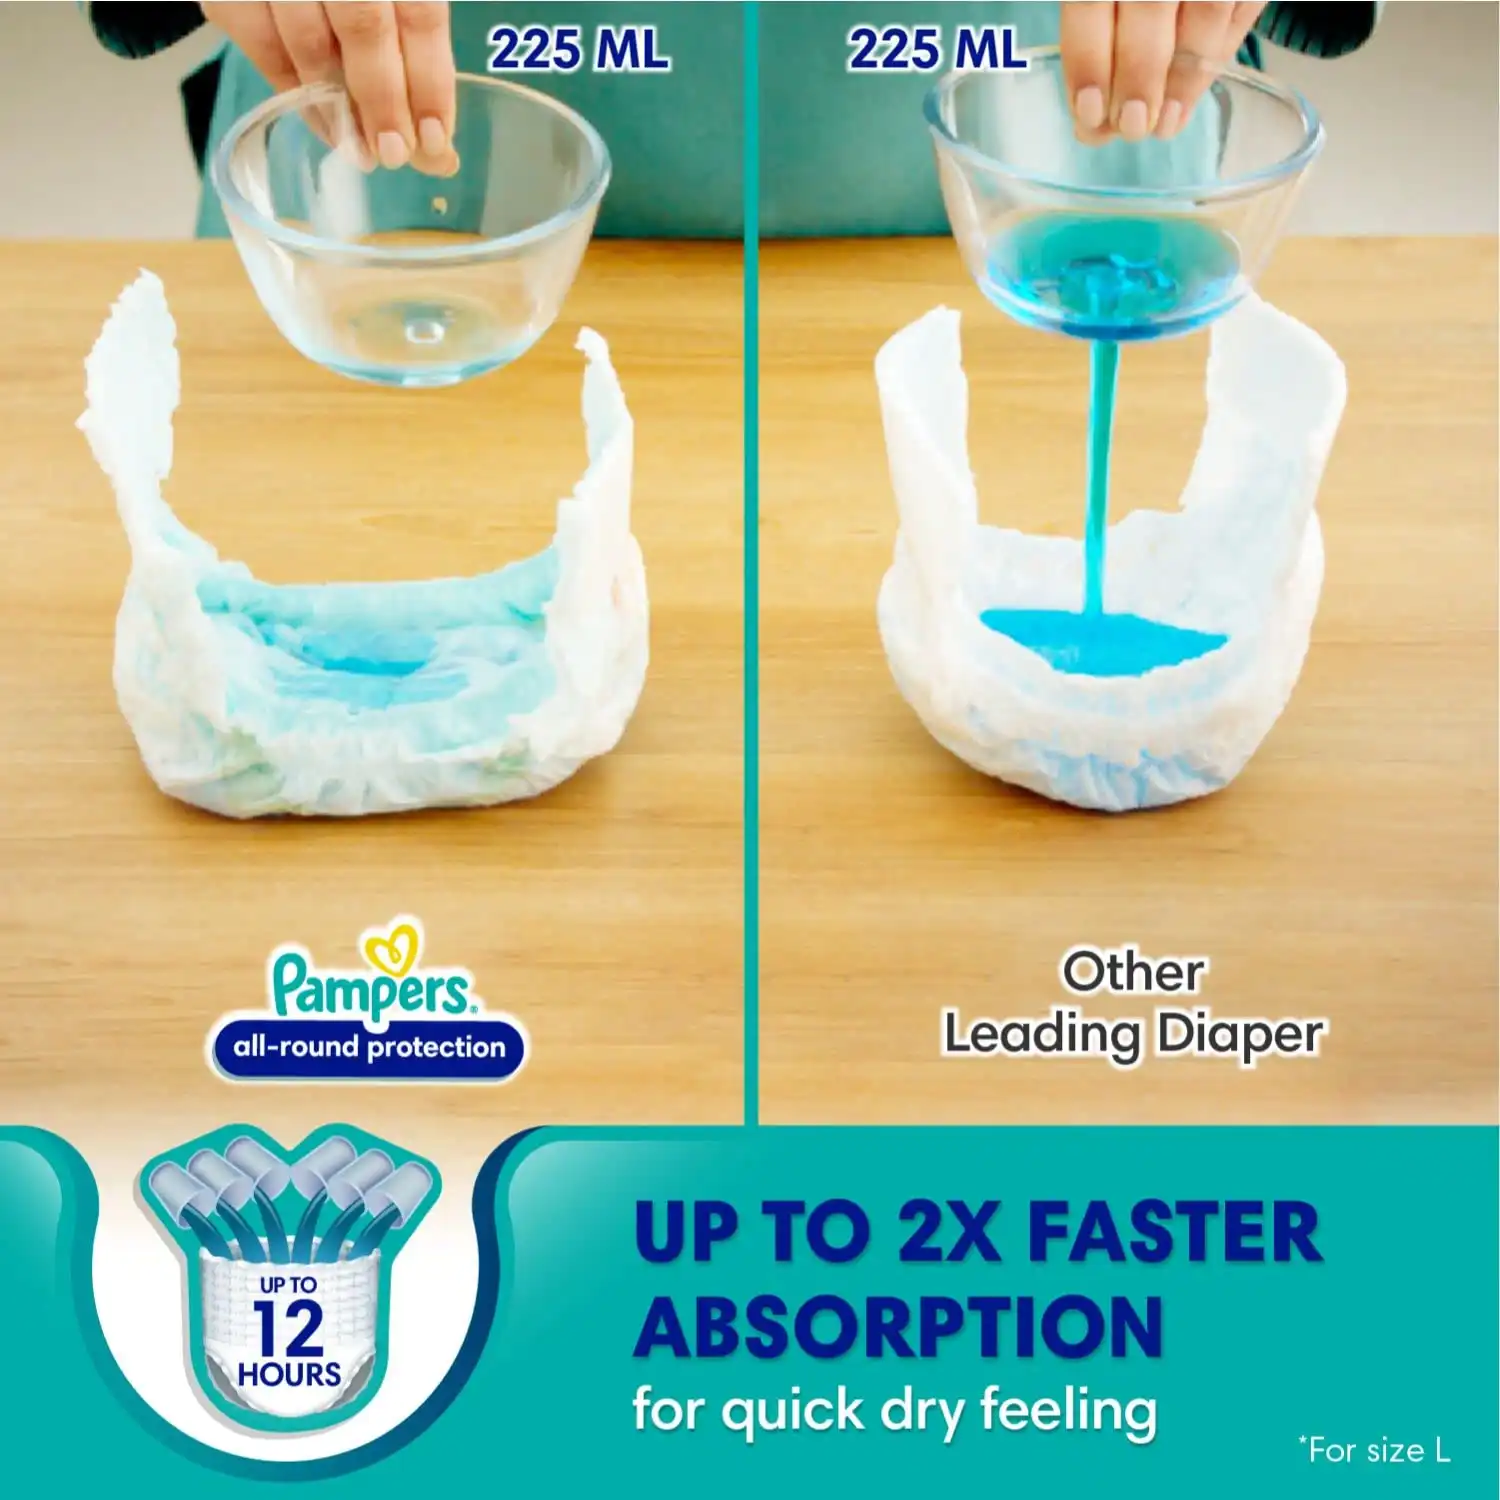 225 ML
225 ML
Pampers
all-round protection
Other
Leading Diaper
UP TO
12
HOURS
UP TO 2X FASTER
ABSORPTION
for quick dry feeling
*For size L